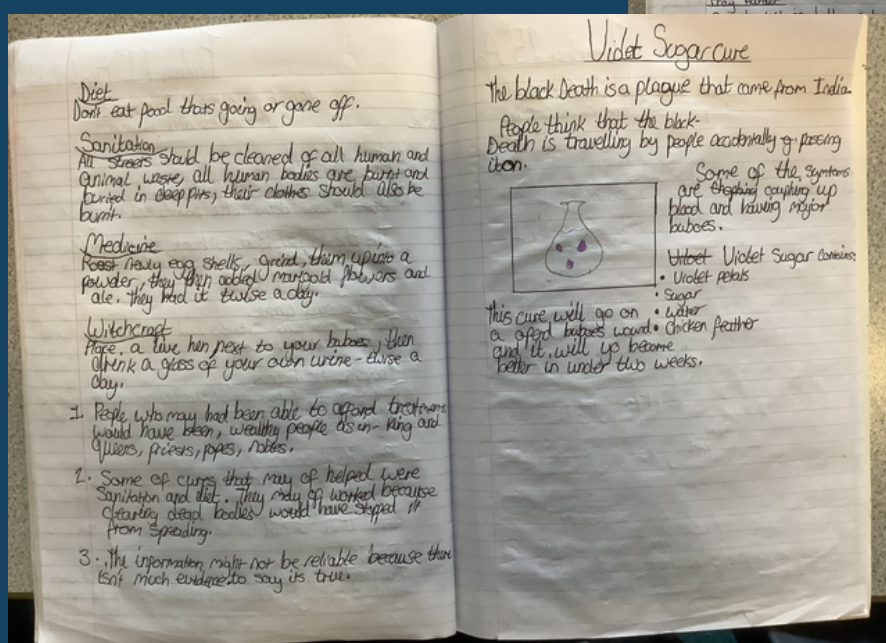 Diet
Don't eat food thats going or gone off.
Sanitation
All streets should be cleaned of all human and
animal waste, all human bodies are burnt and
buried in deep pits, their clothes should also be
burnt.
Medicine
Roast newly egg shells, grind, them up into a
powder, they then added marigold flowers and
ale. They had it twise a day.
Witchcraft
Place a live hen next to your buboes, then
drink a glass of your own urine - twise a
day.
1. People who may had been able to afford treatments
would have been, wealthy people as in - king and
queens, priests, popes, nobles.
2. Some of cures that may of helped were
Sanitation and diet. They may of worked because
clearing dead bodies would have stopped it
from spreading.
3. The information might not be reliable because there
isn't much evidence to say its true.
Violet Sugar cure
The black Death is a plague that came from India.
People think that the black-
Death is travelling by people accidentally passing
it on.
Some of the symtoms
are coughing up
blood and having major
buboes.
Violet Sugar contains:
• Violet petals
• Sugar
• Water
• Chicken feather
this cure will go on
a buboes wound
and it will become
better in under two weeks.